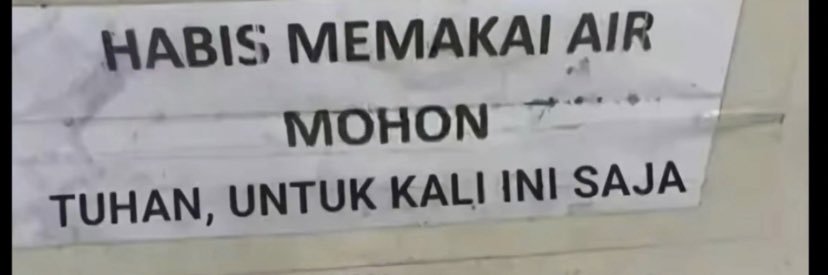 HABIS MEMAKAI AIR
MOHON
TUHAN, UNTUK KALI INI SAJA